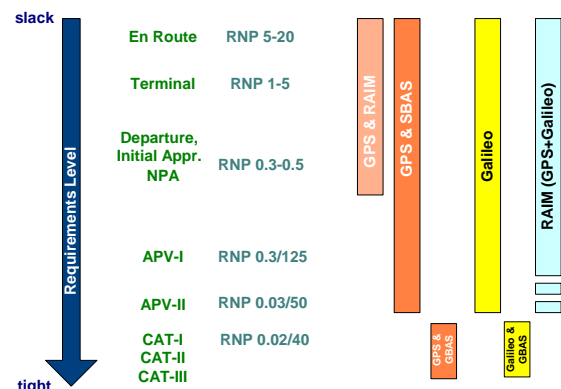 slack
En Route RNP 5-20
Terminal RNP 1-5
Departure,
Initial Appr.
NPA
RNP 0.3-0.5
APV-I RNP 0.3/125
APV-II RNP 0.03/50
CAT-I RNP 0.02/40
CAT-II
CAT-III
tight
Requirements Level
GPS & RAIM
GPS & SBAS
GPS &
GBAS
Galileo
Galileo &
GBAS
RAIM (GPS+Galileo)